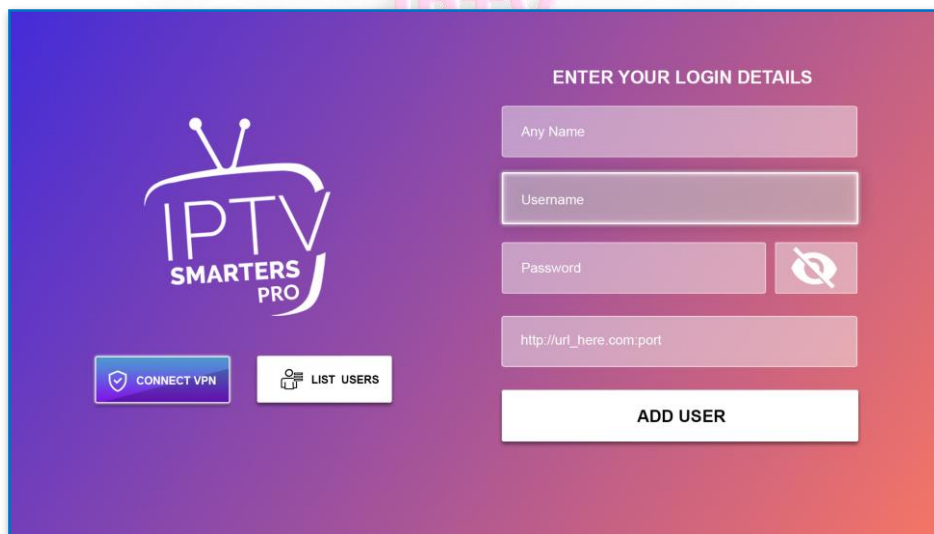 IPTV
IPTV
SMARTERS
PRO
CONNECT VPN
LIST USERS
ENTER YOUR LOGIN DETAILS
Any Name
Username
Password
http://url_here.com:port
ADD USER